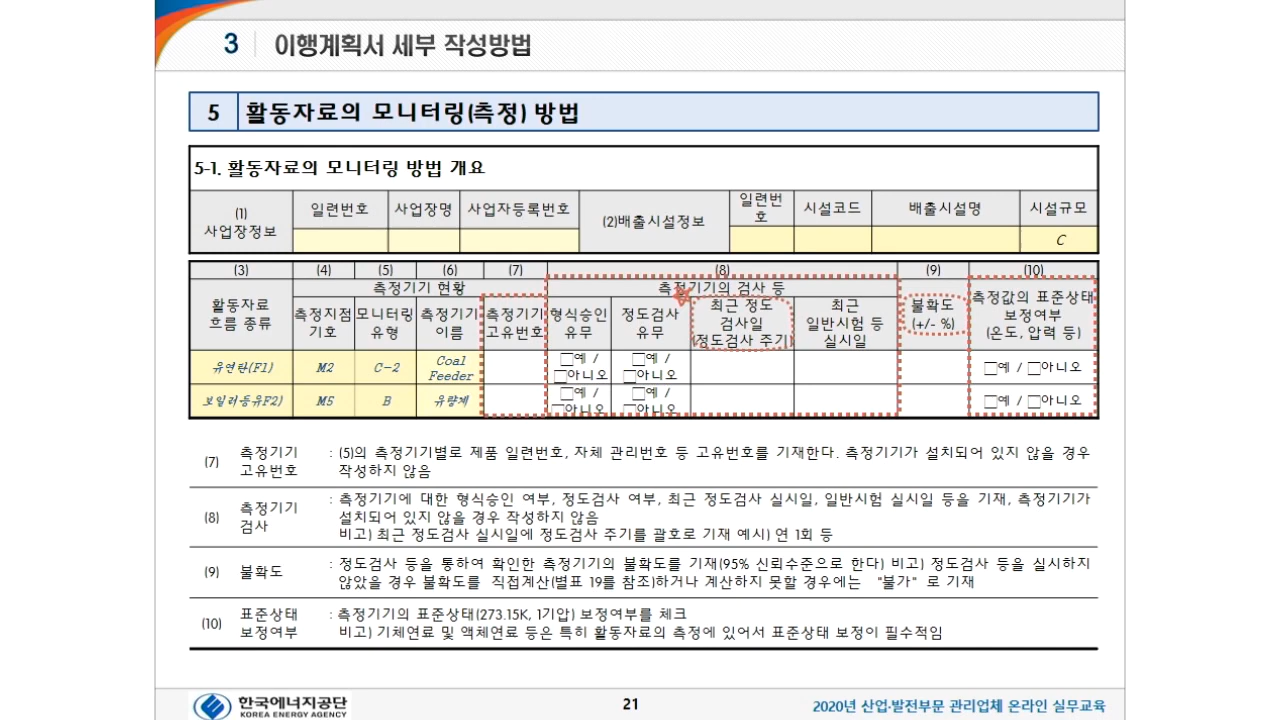 3 이행계획서 세부 작성방법
5 활동자료의 모니터링(측정) 방법
5-1. 활동자료의 모니터링 방법 개요
(1) 사업장정보 일련번호 사업장명 사업자등록번호 (2)배출시설정보 일련번호 시설코드 배출시설명 시설규모
C
(3) (4) (5) (6) (7) (8) (9) (10)
활동자료 흐름 종류 측정기기 현황 측정기기의 검사 등 불확도 (+/- %) 측정값의 표준상태 보정여부 (온도, 압력 등)
측정지점 기호 모니터링 유형 측정기기 이름 측정기기 고유번호 형식승인 유무 정도검사 유무 최근 정도 검사일 (정도검사 주기) 최근 일반시험 등 실시일
유연탄(F1) M2 C-2 Coal Feeder □예 / □아니오 □예 / □아니오 □예 / □아니오
보일러등유F2) M5 B 유량계 □예 / □아니오 □예 / □아니오 □예 / □아니오
(7) 측정기기 고유번호 : (5)의 측정기기별로 제품 일련번호, 자체 관리번호 등 고유번호를 기재한다. 측정기기가 설치되어 있지 않을 경우
작성하지 않음
(8) 측정기기 검사 : 측정기기에 대한 형식승인 여부, 정도검사 여부, 최근 정도검사 실시일, 일반시험 실시일 등을 기재, 측정기기가
설치되어 있지 않을 경우 작성하지 않음
비고) 최근 정도검사 실시일에 정도검사 주기를 괄호로 기재 예시) 연 1회 등
(9) 불확도 : 정도검사 등을 통하여 확인한 측정기기의 불확도를 기재(95% 신뢰수준으로 한다) 비고) 정도검사 등을 실시하지
않았을 경우 불확도를 직접계산(별표 19를 참조)하거나 계산하지 못할 경우에는 "불가" 로 기재
(10) 표준상태 보정여부 : 측정기기의 표준상태(273.15K, 1기압) 보정여부를 체크
비고) 기체연료 및 액체연료 등은 특히 활동자료의 측정에 있어서 표준상태 보정이 필수적임
한국에너지공단
KOREA ENERGY AGENCY
21
2020년 산업·발전부문 관리업체 온라인 실무교육